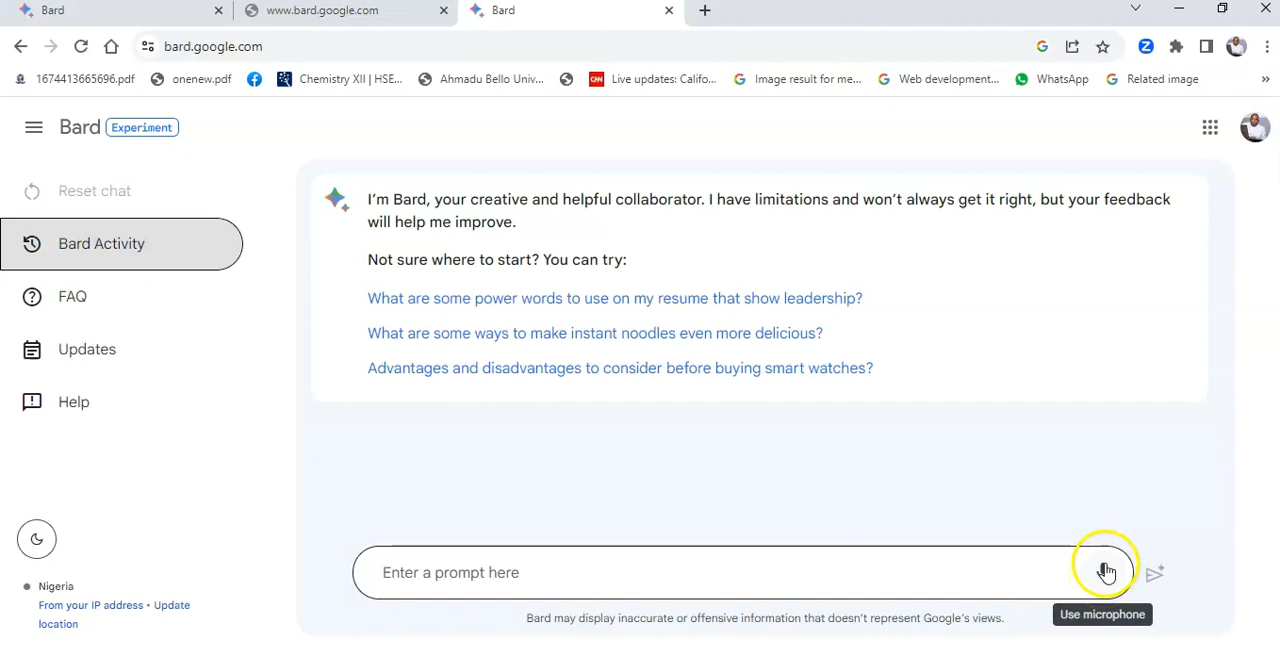 Bard
www.bard.google.com
Bard
bard.google.com
1674413665696.pdf
onenew.pdf
Chemistry XII | HSE...
Ahmadu Bello Univ...
CNN
Live updates: Califo...
Image result for me...
Web development...
WhatsApp
Related image
Bard Experiment
Reset chat
Bard Activity
FAQ
Updates
Help
Nigeria
From your IP address • Update
location
I'm Bard, your creative and helpful collaborator. I have limitations and won't always get it right, but your feedback
will help me improve.
Not sure where to start? You can try:
What are some power words to use on my resume that show leadership?
What are some ways to make instant noodles even more delicious?
Advantages and disadvantages to consider before buying smart watches?
Enter a prompt here
Use microphone
Bard may display inaccurate or offensive information that doesn't represent Google's views.